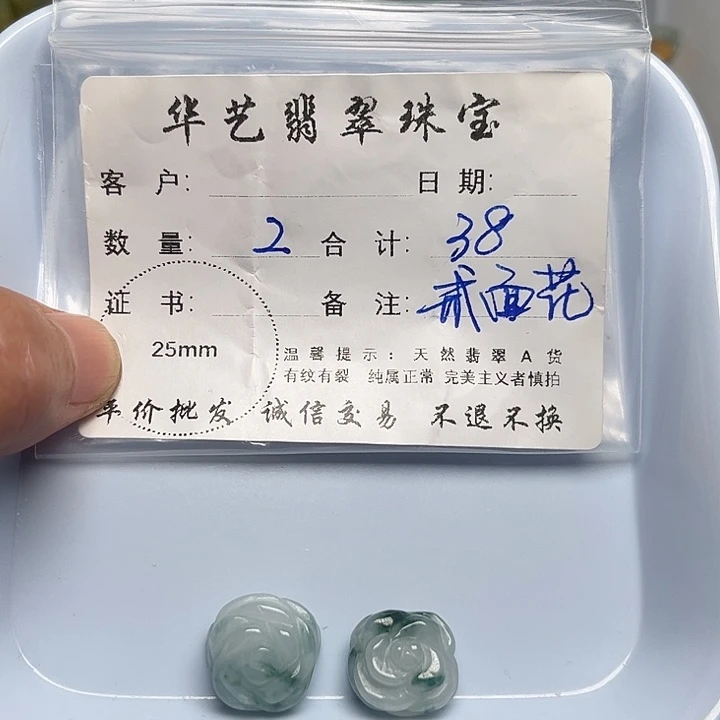 华艺翡翠珠宝
客户: 日期:
数量: 2 合计: 38
证书: 备注: 贰面花
25mm
温馨提示: 天然翡翠A货
有纹有裂 纯属正常 完美主义者慎拍
平价批发 诚信交易 不退不换